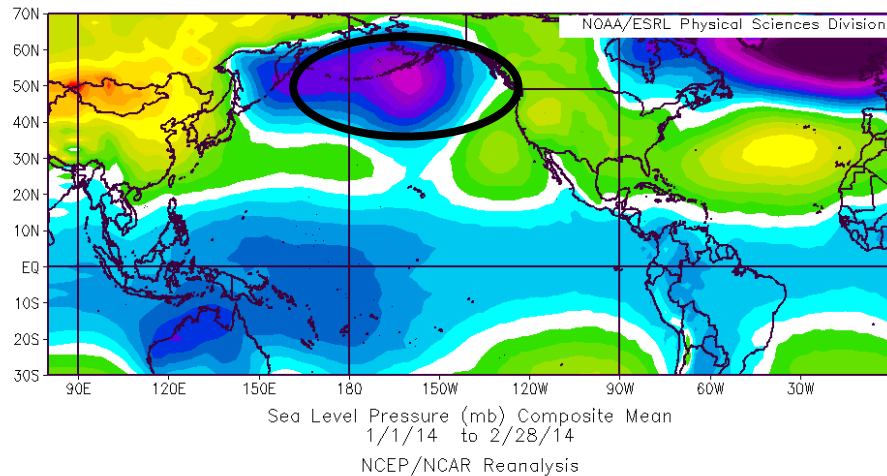 NOAA/ESRL Physical Sciences Division
70N
60N
50N
40N
30N
20N
10N
EQ
10S
20S
30S
90E 120E 150E 180 150W 120W 90W 60W 30W
Sea Level Pressure (mb) Composite Mean
1/1/14 to 2/28/14
NCEP/NCAR Reanalysis